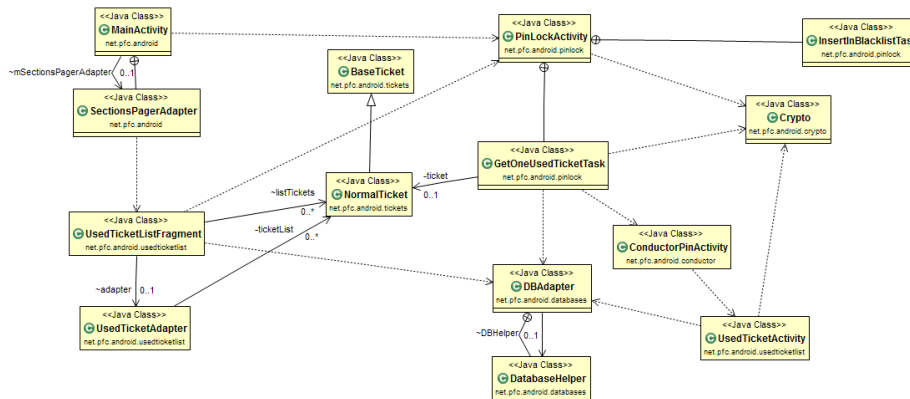 <<Java Class>>
MainActivity
net.pfc.android
<<Java Class>>
PinLockActivity
net.pfc.android.pinlock
<<Java Class>>
InsertInBlacklistTas
net.pfc.android.pinlock
<<Java Class>>
BaseTicket
net.pfc.android.tickets
~mSectionsPagerAdapter
0..1
<<Java Class>>
SectionsPagerAdapter
net.pfc.android
<<Java Class>>
Crypto
net.pfc.android.crypto
<<Java Class>>
GetOneUsedTicketTask
net.pfc.android.pinlock
-ticket
0..1
<<Java Class>>
NormalTicket
net.pfc.android.tickets
~listTickets
0..*
<<Java Class>>
UsedTicketListFragment
net.pfc.android.usedticketlist
-ticketList
0..*
<<Java Class>>
ConductorPinActivity
net.pfc.android.conductor
<<Java Class>>
DBAdapter
net.pfc.android.databases
~adapter
0..1
<<Java Class>>
UsedTicketAdapter
net.pfc.android.usedticketlist
<<Java Class>>
UsedTicketActivity
net.pfc.android.usedticketlist
~DBHelper
0..1
<<Java Class>>
DatabaseHelper
net.pfc.android.databases